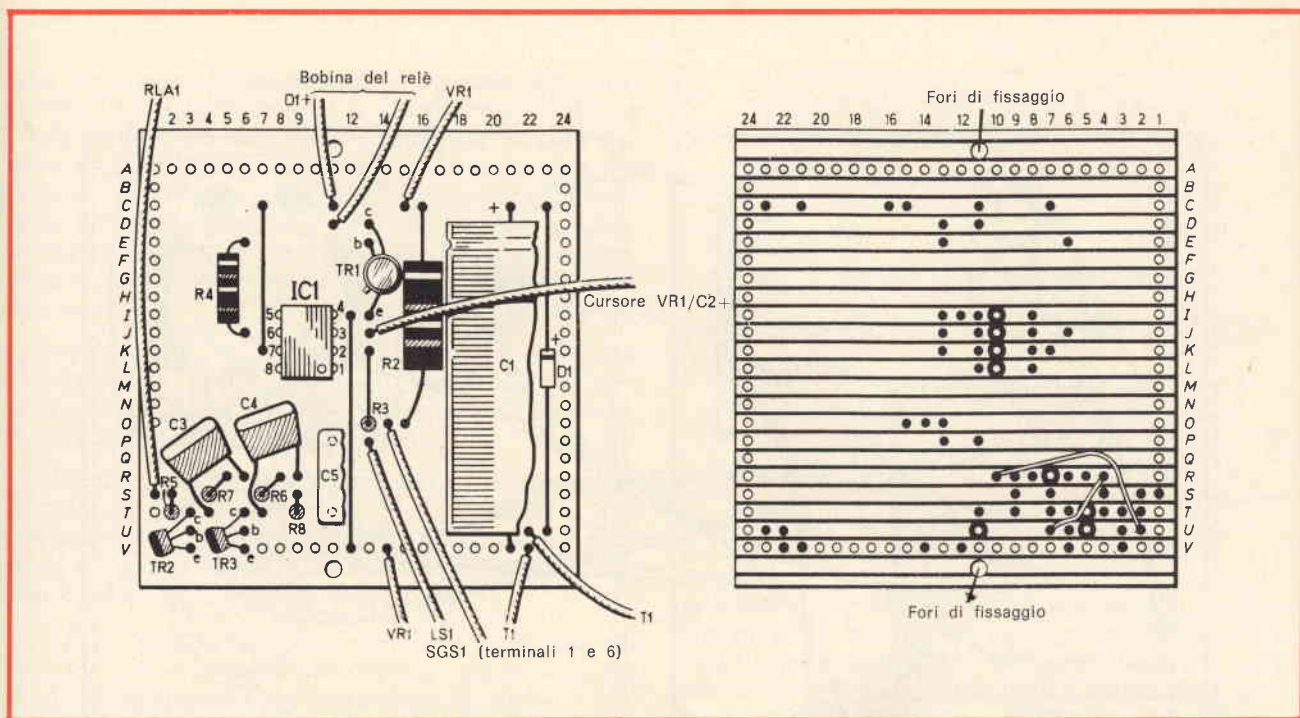 Bobina del relè
RLA1 D1+ VR1
2 3 4 5 6 7 8 9 12 14 16 18 20 22 24
A
B
C
D
E
F
G
H
I
J
K
L
M
N
O
P
Q
R
S
T
U
V
+
c
b
TR1
e
R4
IC1
5 4
6 3
7 2
8 1
R2
C1
+
D1
Cursore VR1/C2+
R3
C3
C4
C5
R5
R7
R6
R8
c
b
e
c
b
e
TR2
TR3
VR1 LS1 T1
T1
SGS1 (terminali 1 e 6)
Fori di fissaggio
24 22 20 18 16 14 12 10 9 8 7 6 5 4 3 2 1
A
B
C
D
E
F
G
H
I
J
K
L
M
N
O
P
Q
R
S
T
U
V
Fori di fissaggio